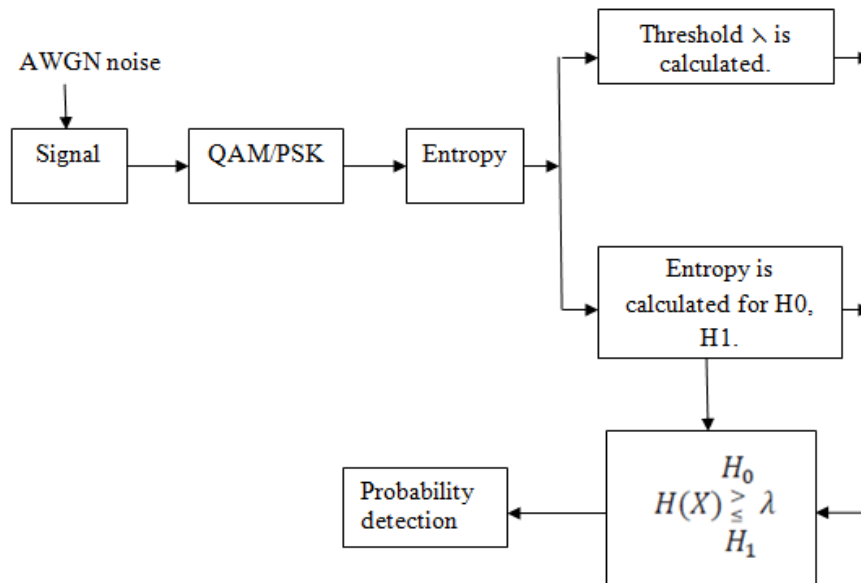 AWGN noise
Signal
QAM/PSK
Entropy
Threshold λ is
calculated.
Entropy is
calculated for H0,
H1.
Probability
detection
H₀
H(X) >
≤ λ
H₁